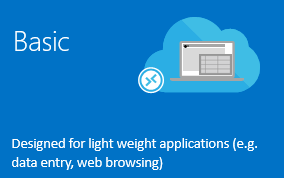 Basic
Designed for light weight applications (e.g.
data entry, web browsing)